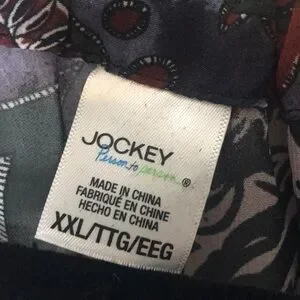 JOCKEY
Person to person ®
MADE IN CHINA
FABRIQUÉ EN CHINE
HECHO EN CHINA
XXL/TTG/EEG